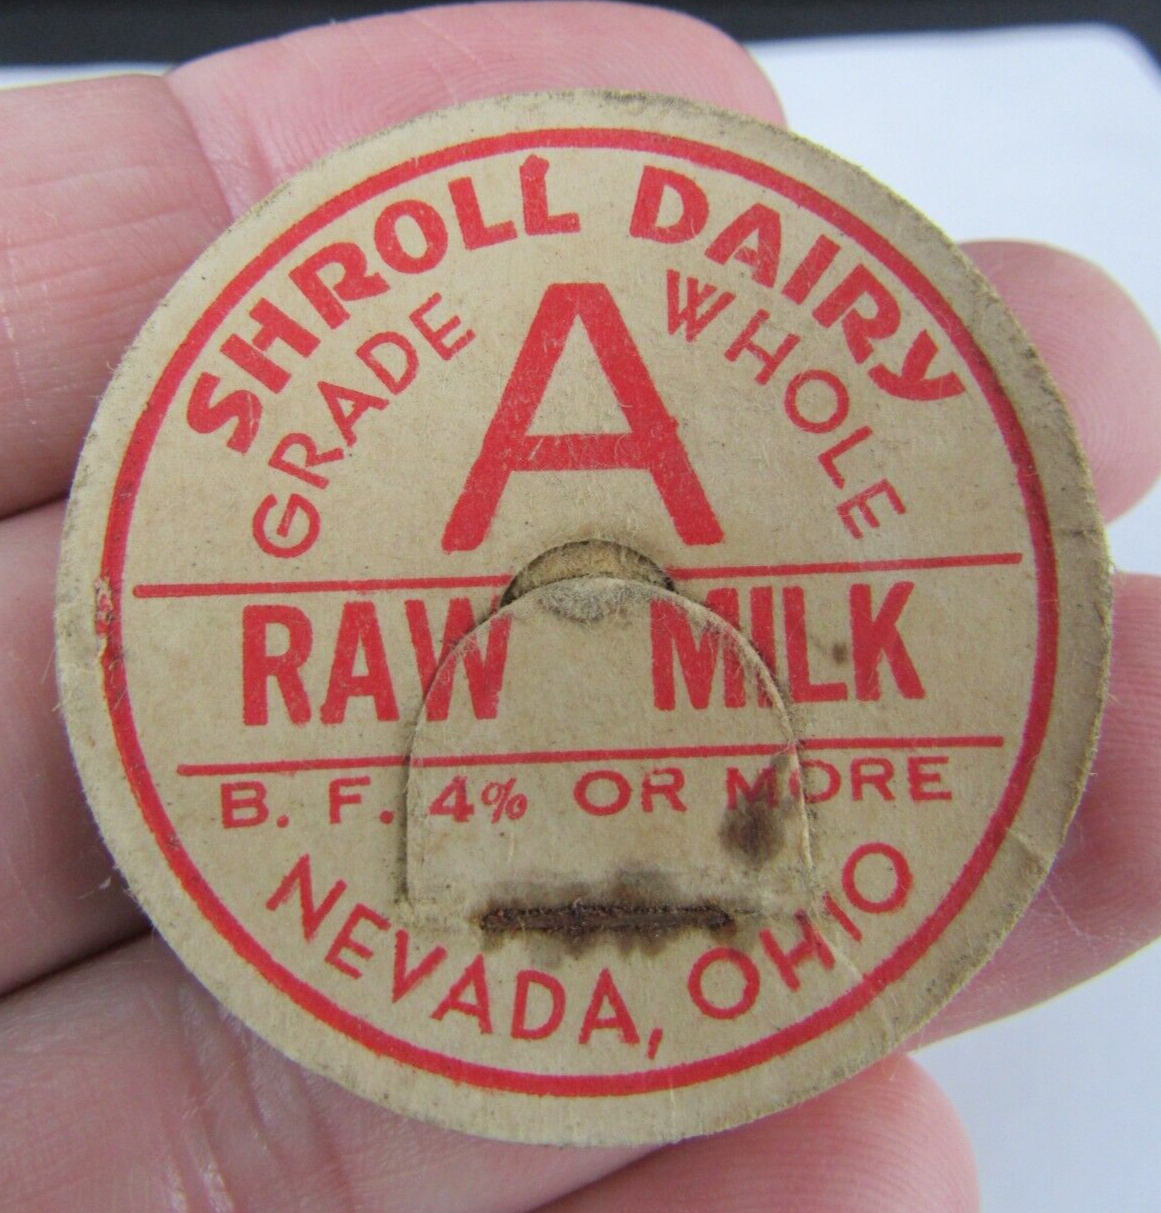 SHROLL DAIRY
GRADE A WHOLE
RAW MILK
B. F. 4% OR MORE
NEVADA, OHIO